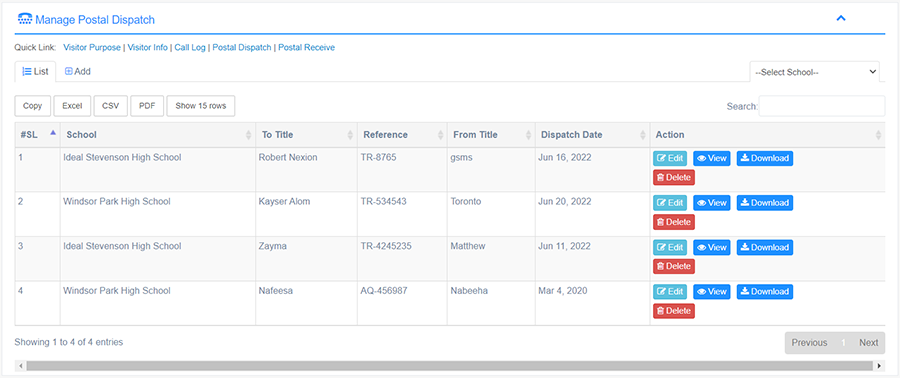 Manage Postal Dispatch
Quick Link: Visitor Purpose | Visitor Info | Call Log | Postal Dispatch | Postal Receive
List Add --Select School--
Copy Excel CSV PDF Show 15 rows Search:
#SL School To Title Reference From Title Dispatch Date Action
1 Ideal Stevenson High School Robert Nexion TR-8765 gsms Jun 16, 2022 Edit View Download
Delete
2 Windsor Park High School Kayser Alom TR-534543 Toronto Jun 20, 2022 Edit View Download
Delete
3 Ideal Stevenson High School Zayma TR-4245235 Matthew Jun 11, 2022 Edit View Download
Delete
4 Windsor Park High School Nafeesa AQ-456987 Nabeeha Mar 4, 2020 Edit View Download
Delete
Showing 1 to 4 of 4 entries Previous 1 Next